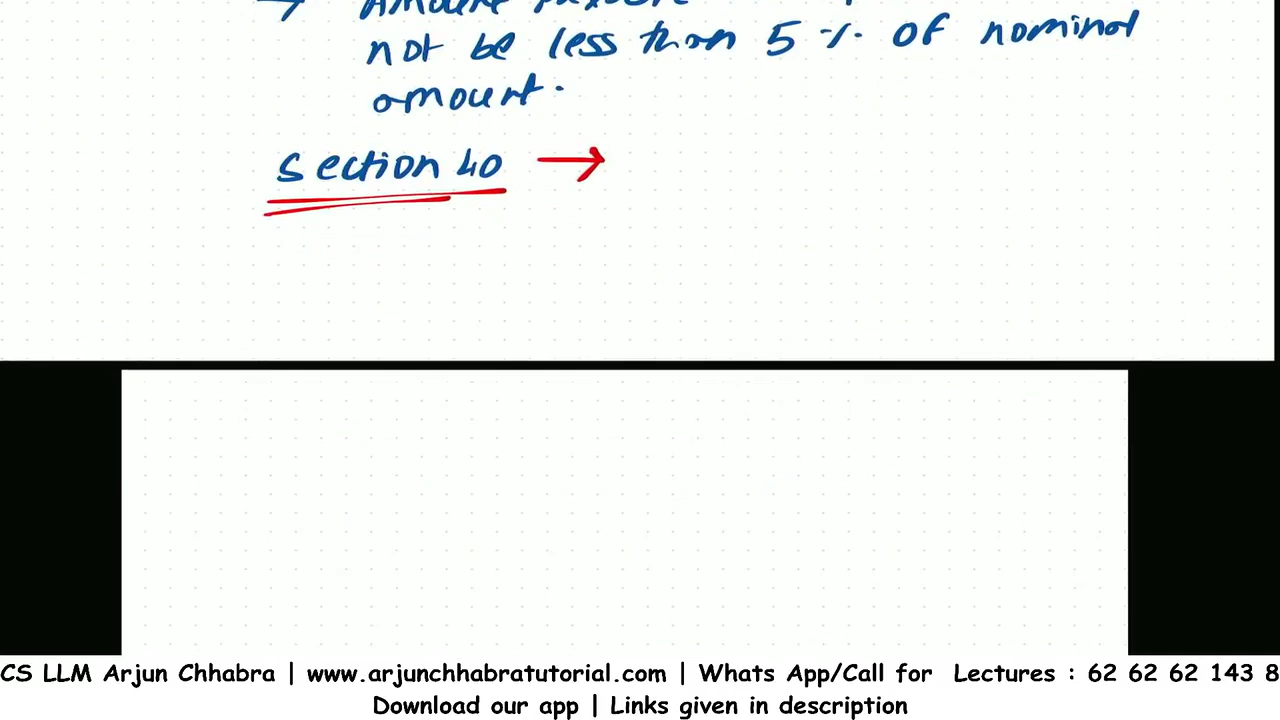 → Amount
not be less than 5 % of nominal
amount.
Section 40 →
CS LLM Arjun Chhabra | www.arjunchhabratutorial.com | Whats App/Call for Lectures : 62 62 62 143 8
Download our app | Links given in description